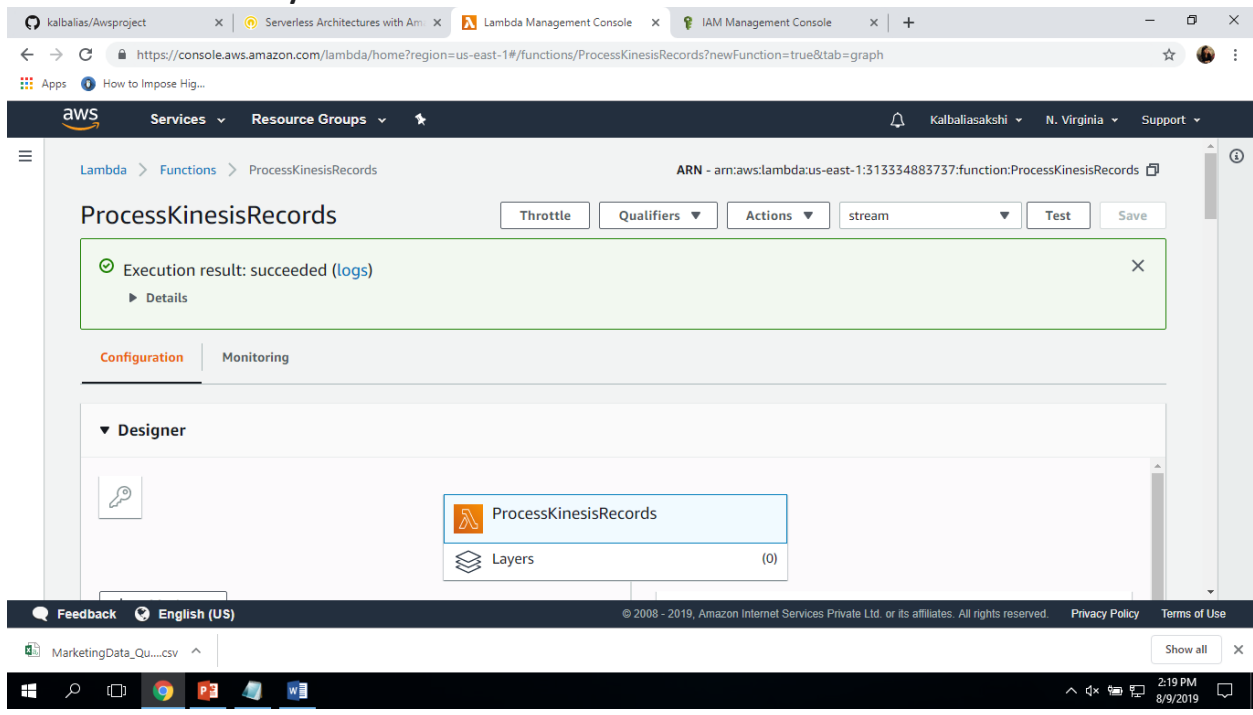 kalbalias/Awsproject
Serverless Architectures with Am
Lambda Management Console
IAM Management Console
https://console.aws.amazon.com/lambda/home?region=us-east-1#/functions/ProcessKinesisRecords?newFunction=true&tab=graph
Apps How to Impose Hig...
aws Services Resource Groups Kalbaliasakshi N. Virginia Support
Lambda > Functions > ProcessKinesisRecords ARN - arn:aws:lambda:us-east-1:313334883737:function:ProcessKinesisRecords
ProcessKinesisRecords Throttle Qualifiers Actions stream Test Save
Execution result: succeeded (logs)
Details
Configuration Monitoring
Designer
ProcessKinesisRecords
Layers (0)
Feedback English (US) © 2008 - 2019, Amazon Internet Services Private Ltd. or its affiliates. All rights reserved. Privacy Policy Terms of Use
MarketingData_Qu....csv Show all
2:19 PM
8/9/2019